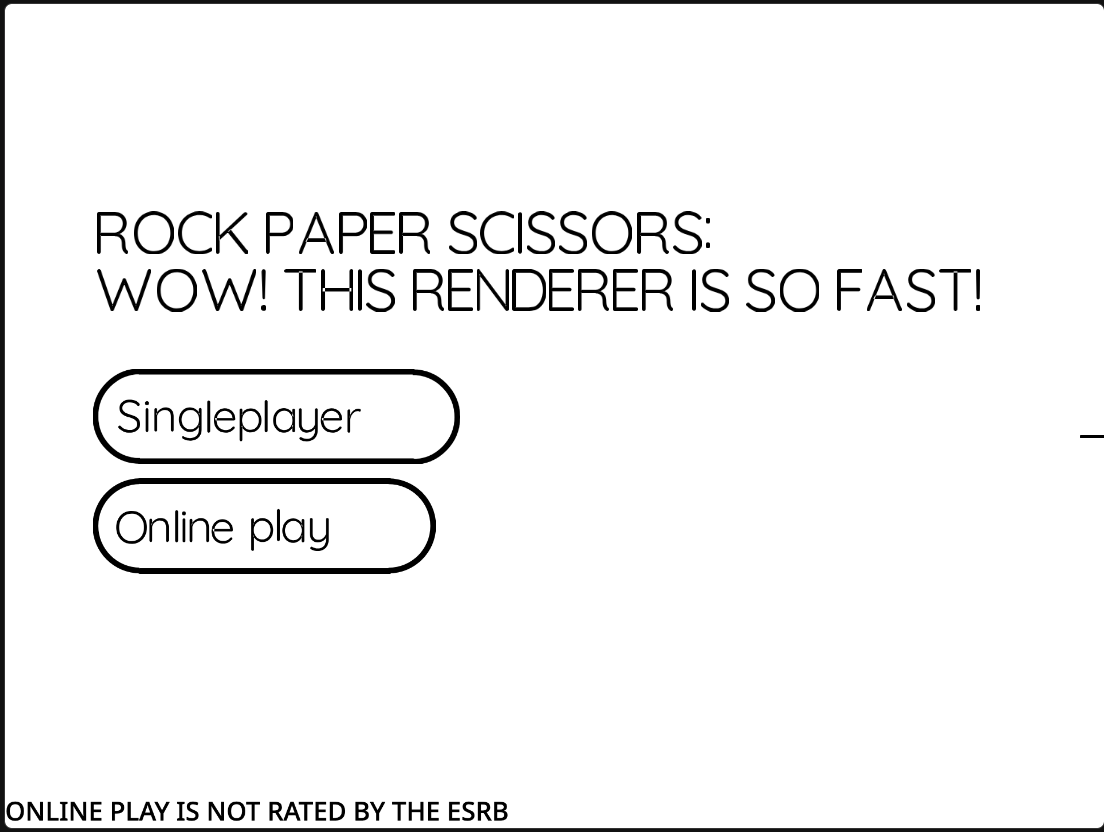 ROCK PAPER SCISSORS:
WOW! THIS RENDERER IS SO FAST!
Singleplayer
Online play
ONLINE PLAY IS NOT RATED BY THE ESRB